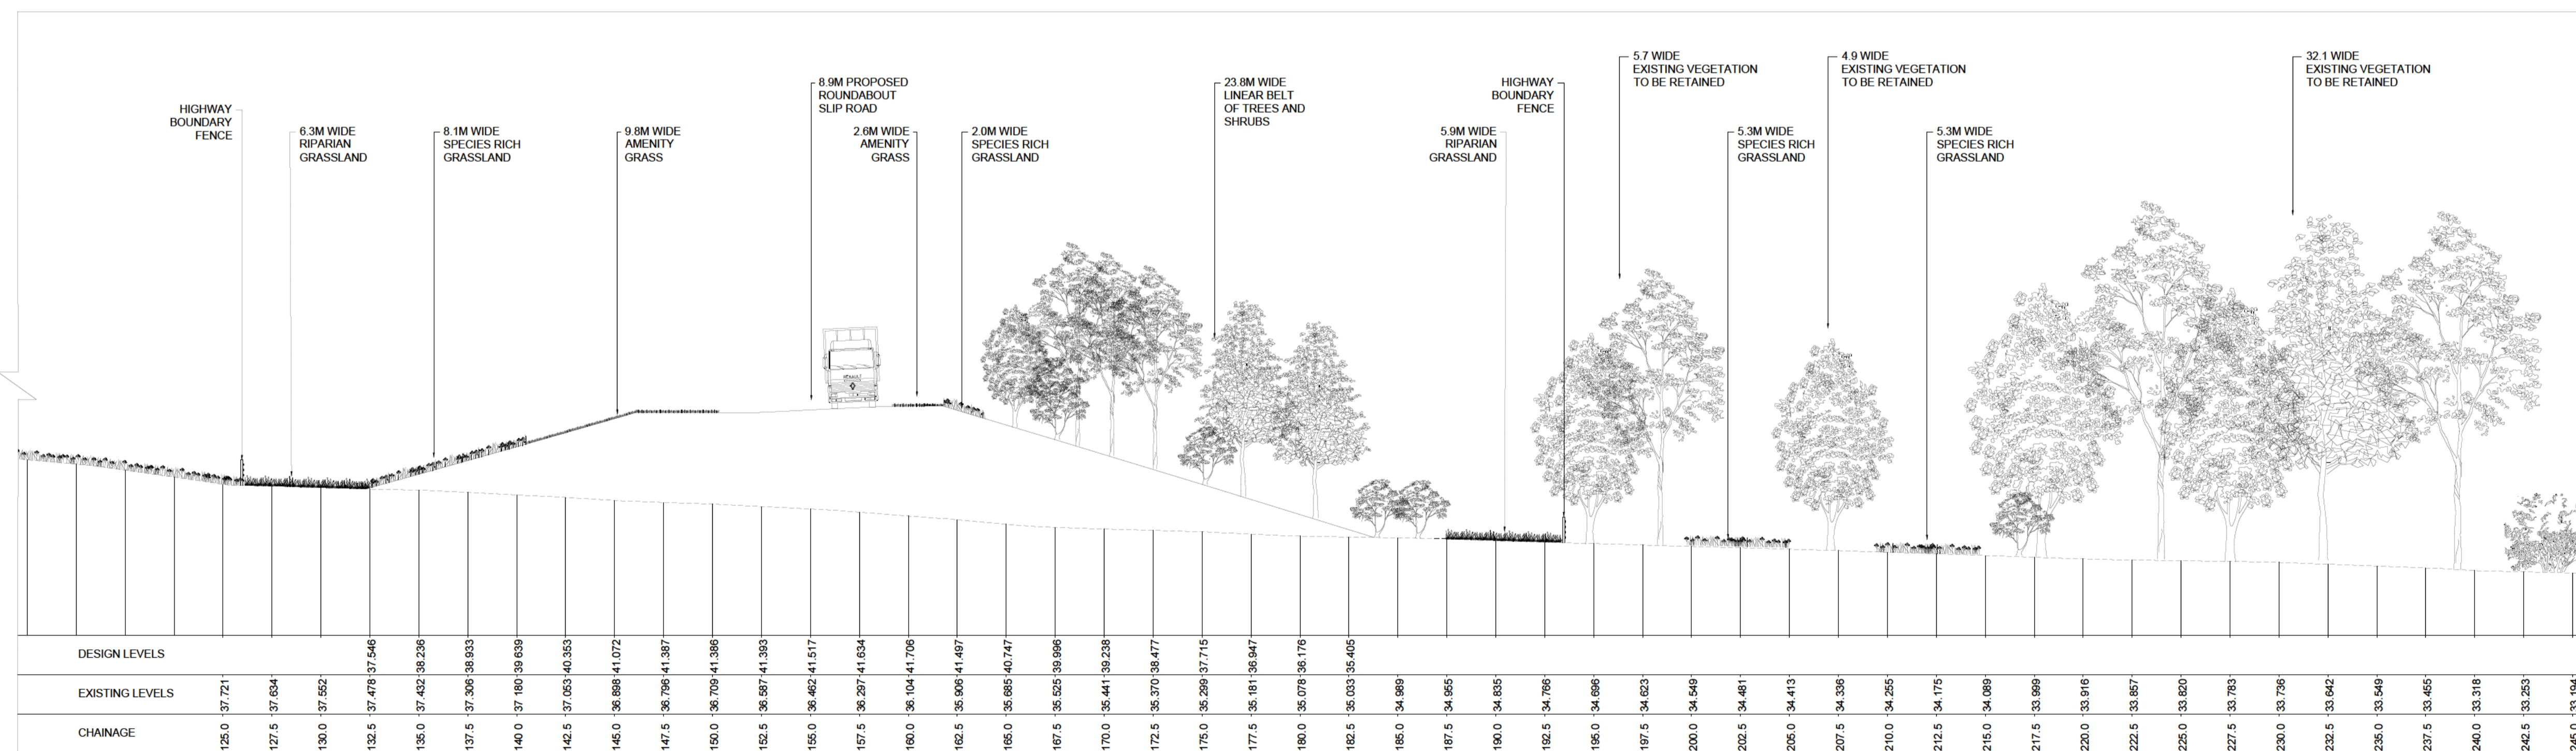 5.7 WIDE
EXISTING VEGETATION
TO BE RETAINED
4.9 WIDE
EXISTING VEGETATION
TO BE RETAINED
32.1 WIDE
EXISTING VEGETATION
TO BE RETAINED
8.9M PROPOSED
ROUNDABOUT
SLIP ROAD
23.8M WIDE
LINEAR BELT
OF TREES AND
SHRUBS
HIGHWAY
BOUNDARY
FENCE
HIGHWAY
BOUNDARY
FENCE
6.3M WIDE
RIPARIAN
GRASSLAND
8.1M WIDE
SPECIES RICH
GRASSLAND
9.8M WIDE
AMENITY
GRASS
2.6M WIDE
AMENITY
GRASS
2.0M WIDE
SPECIES RICH
GRASSLAND
5.9M WIDE
RIPARIAN
GRASSLAND
5.3M WIDE
SPECIES RICH
GRASSLAND
5.3M WIDE
SPECIES RICH
GRASSLAND
RENAULT
DESIGN LEVELS 37.546 38.236 38.933 39.639 40.353 41.072 41.387 41.386 41.393 41.517 41.634 41.706 41.497 40.747 39.996 39.238 38.477 37.715 36.947 36.176 35.405
EXISTING LEVELS 37.721 37.634 37.552 37.478 37.432 37.306 37.180 37.053 36.898 36.796 36.709 36.587 36.462 36.297 36.104 35.906 35.685 35.525 35.441 35.370 35.299 35.181 35.078 35.033 34.989 34.955 34.835 34.766 34.696 34.623 34.549 34.481 34.413 34.336 34.255 34.175 34.089 33.999 33.916 33.857 33.820 33.783 33.736 33.642 33.549 33.455 33.318 33.253 33.194
CHAINAGE 125.0 127.5 130.0 132.5 135.0 137.5 140.0 142.5 145.0 147.5 150.0 152.5 155.0 157.5 160.0 162.5 165.0 167.5 170.0 172.5 175.0 177.5 180.0 182.5 185.0 187.5 190.0 192.5 195.0 197.5 200.0 202.5 205.0 207.5 210.0 212.5 215.0 217.5 220.0 222.5 225.0 227.5 230.0 232.5 235.0 237.5 240.0 242.5 245.0